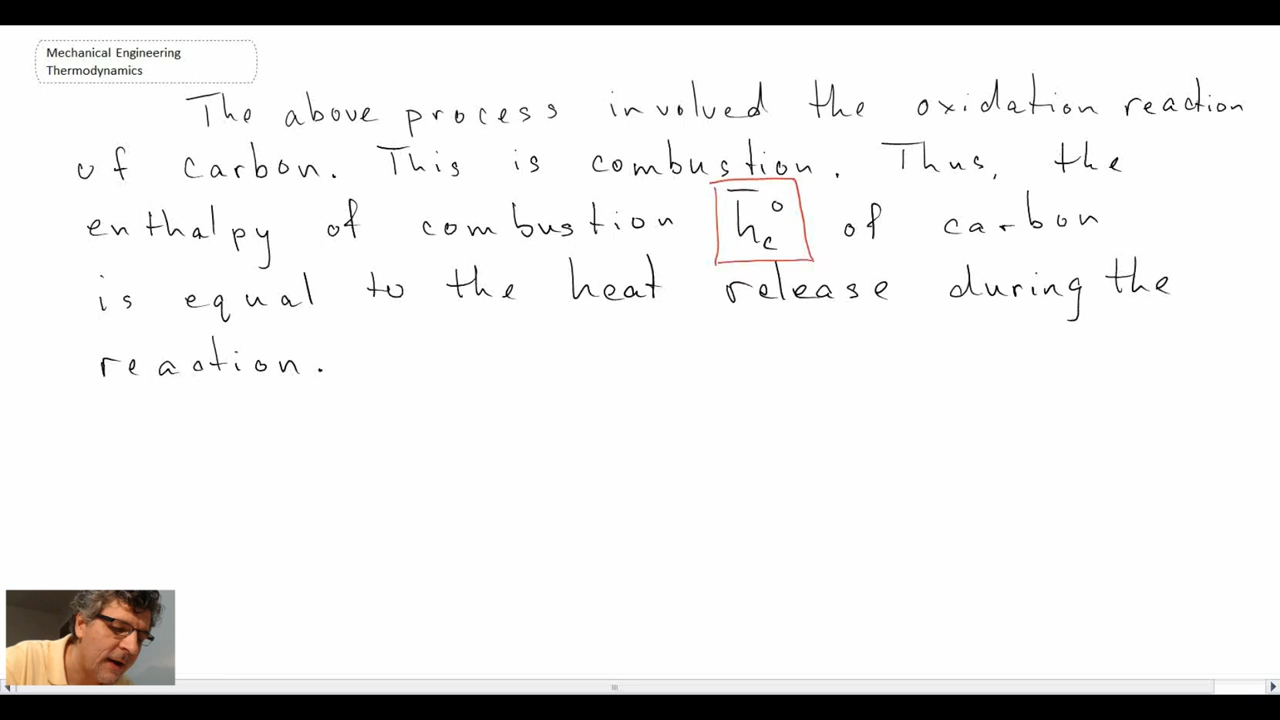 Mechanical Engineering
Thermodynamics
The above process involved the oxidation reaction
of carbon. This is combustion. Thus, the
enthalpy of combustion h̄°c of carbon
is equal to the heat release during the
reaction.